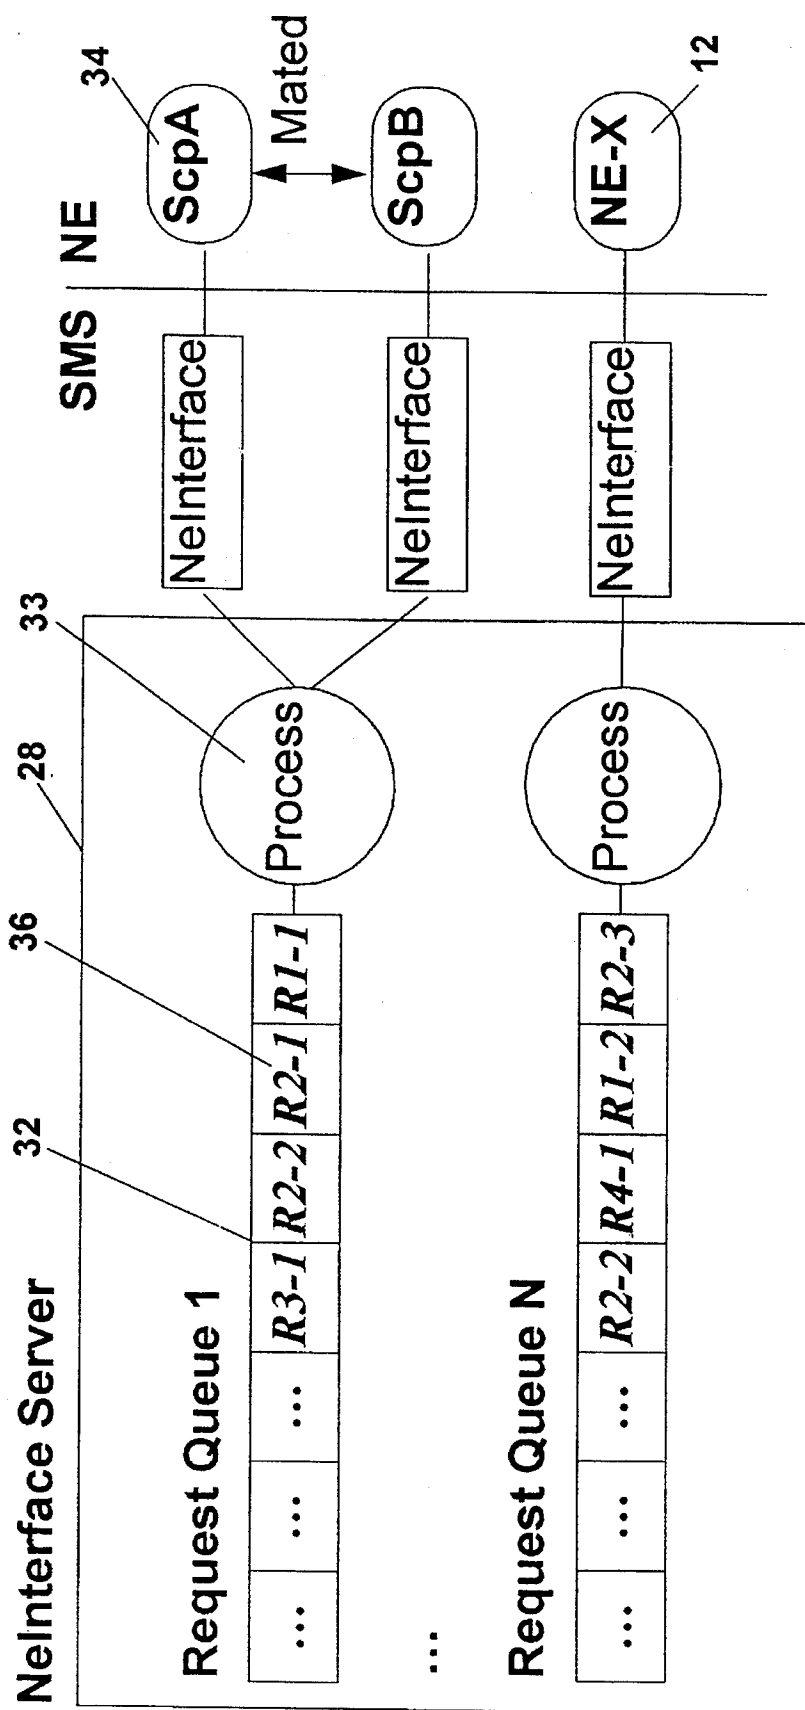 NeInterface Server
28
SMS
NE
Request Queue 1
32
36
33
34
... ... ... R3-1 R2-2 R2-1 R1-1
Process
NeInterface
ScpA
Mated
NeInterface
ScpB
...
Request Queue N
... ... ... R2-2 R4-1 R1-2 R2-3
Process
NeInterface
NE-X
12